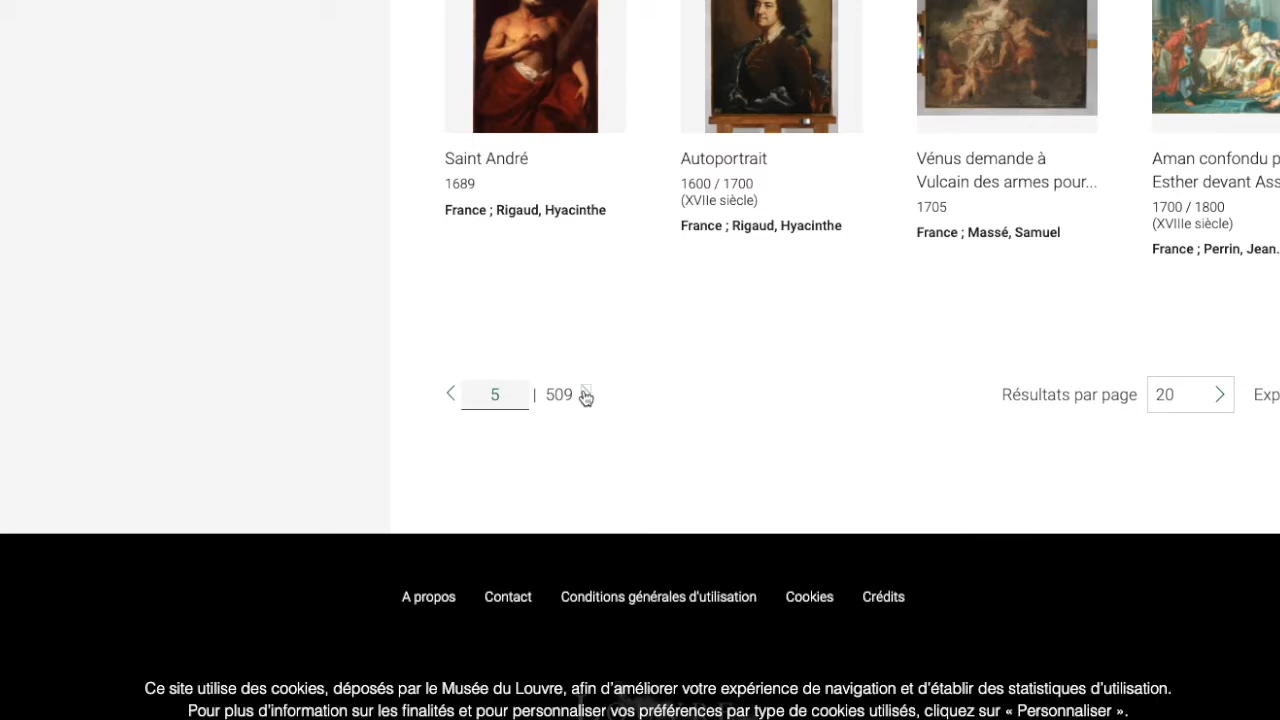 Saint André
1689
France ; Rigaud, Hyacinthe
Autoportrait
1600 / 1700
(XVIIe siècle)
France ; Rigaud, Hyacinthe
Vénus demande à
Vulcain des armes pour...
1705
France ; Massé, Samuel
Aman confondu p
Esther devant Ass
1700 / 1800
(XVIIIe siècle)
France ; Perrin, Jean.
5 | 509
Résultats par page 20 Exp
A propos Contact Conditions générales d'utilisation Cookies Crédits
Ce site utilise des cookies, déposés par le Musée du Louvre, afin d'améliorer votre expérience de navigation et d'établir des statistiques d'utilisation.
Pour plus d'information sur les finalités et pour personnaliser vos préférences par type de cookies utilisés, cliquez sur « Personnaliser ».